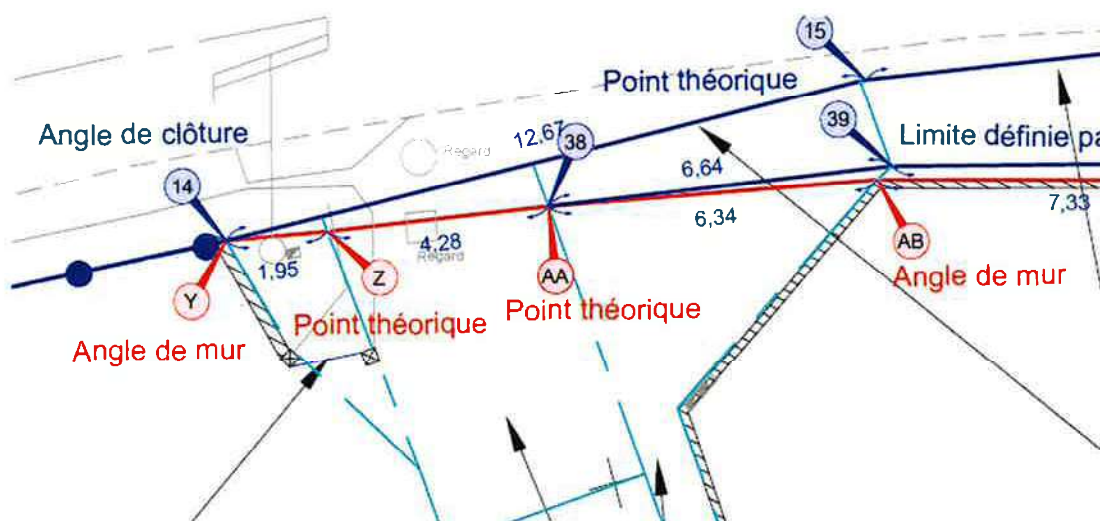 15
Point théorique
Angle de clôture
12,67
38
Regard
39
Limite définie pa
14
6,64
6,34
7,33
4,28
Regard
1,95
Y
Z
AA
AB
Angle de mur
Point théorique
Point théorique
Angle de mur